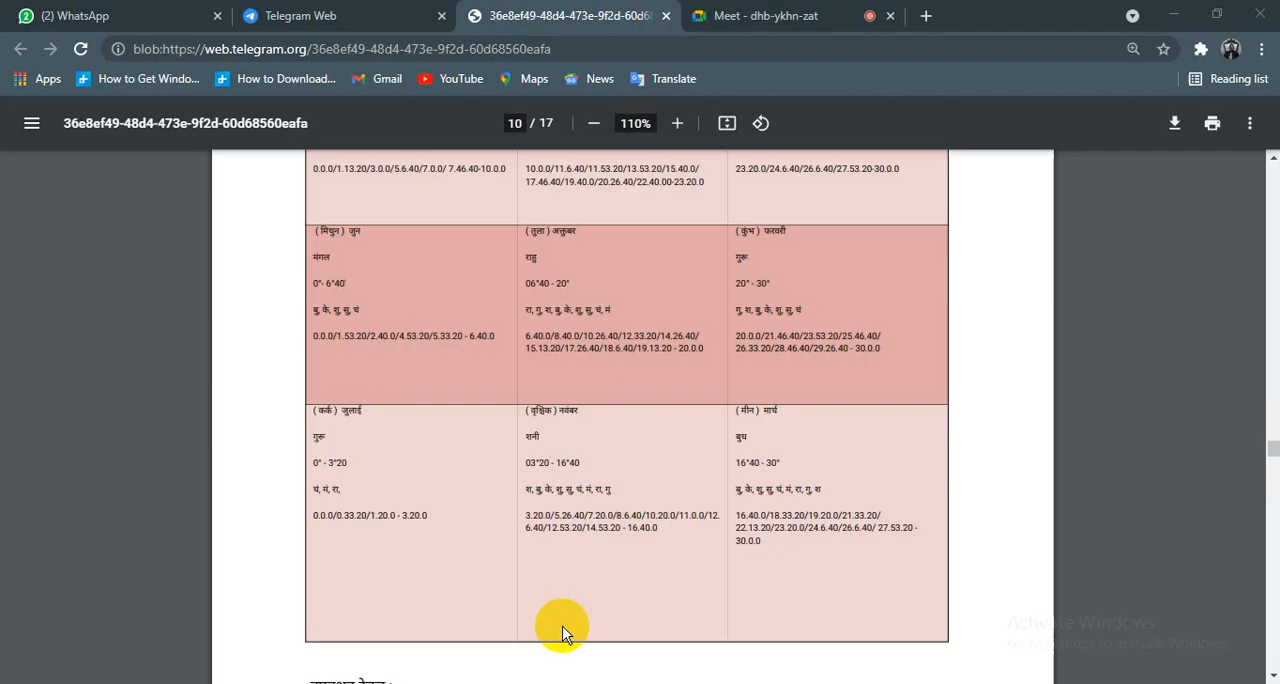 (2) WhatsApp
Telegram Web
36e8ef49-48d4-473e-9f2d-60d68
Meet - dhb-ykhn-zat
blob:https://web.telegram.org/36e8ef49-48d4-473e-9f2d-60d68560eafa
Apps
How to Get Windo...
How to Download...
Gmail
YouTube
Maps
News
Translate
Reading list
36e8ef49-48d4-473e-9f2d-60d68560eafa
10 / 17
110%
0.0.0/1.13.20/3.0.0/5.6.40/7.0.0/ 7.46.40-10.0.0
10.0.0/11.6.40/11.53.20/13.53.20/15.40.0/
17.46.40/19.40.0/20.26.40/22.40.00-23.20.0
23.20.0/24.6.40/26.6.40/27.53.20-30.0.0
( मिथुन ) जुन
मंगल
0°- 6°40'
बु, के, शु, सु, चं
0.0.0/1.53.20/2.40.0/4.53.20/5.33.20 - 6.40.0
( तुला ) अक्तुबर
राहु
06°40 - 20°
रा, गु, श, बु, के, शु, सु, चं, मं
6.40.0/8.40.0/10.26.40/12.33.20/14.26.40/
15.13.20/17.26.40/18.6.40/19.13.20 - 20.0.0
( कुंभ ) फरवरी
गुरू
20° - 30°
गु, श, बु, के, शु, सु, चं
20.0.0/21.46.40/23.53.20/25.46.40/
26.33.20/28.46.40/29.26.40 - 30.0.0
( कर्क ) जुलाई
गुरू
0° - 3°20
चं, मं, रा,
0.0.0/0.33.20/1.20.0 - 3.20.0
( वृश्चिक ) नवंबर
शनी
03°20 - 16°40
श, बु, के, शु, सु, चं, मं, रा, गु
3.20.0/5.26.40/7.20.0/8.6.40/10.20.0/11.0.0/12.
6.40/12.53.20/14.53.20 - 16.40.0
( मीन ) मार्च
बुध
16°40 - 30°
बु, के, शु, सु, चं, मं, रा, गु, श
16.40.0/18.33.20/19.20.0/21.33.20/
22.13.20/23.20.0/24.6.40/26.6.40/ 27.53.20 -
30.0.0
Activate Windows